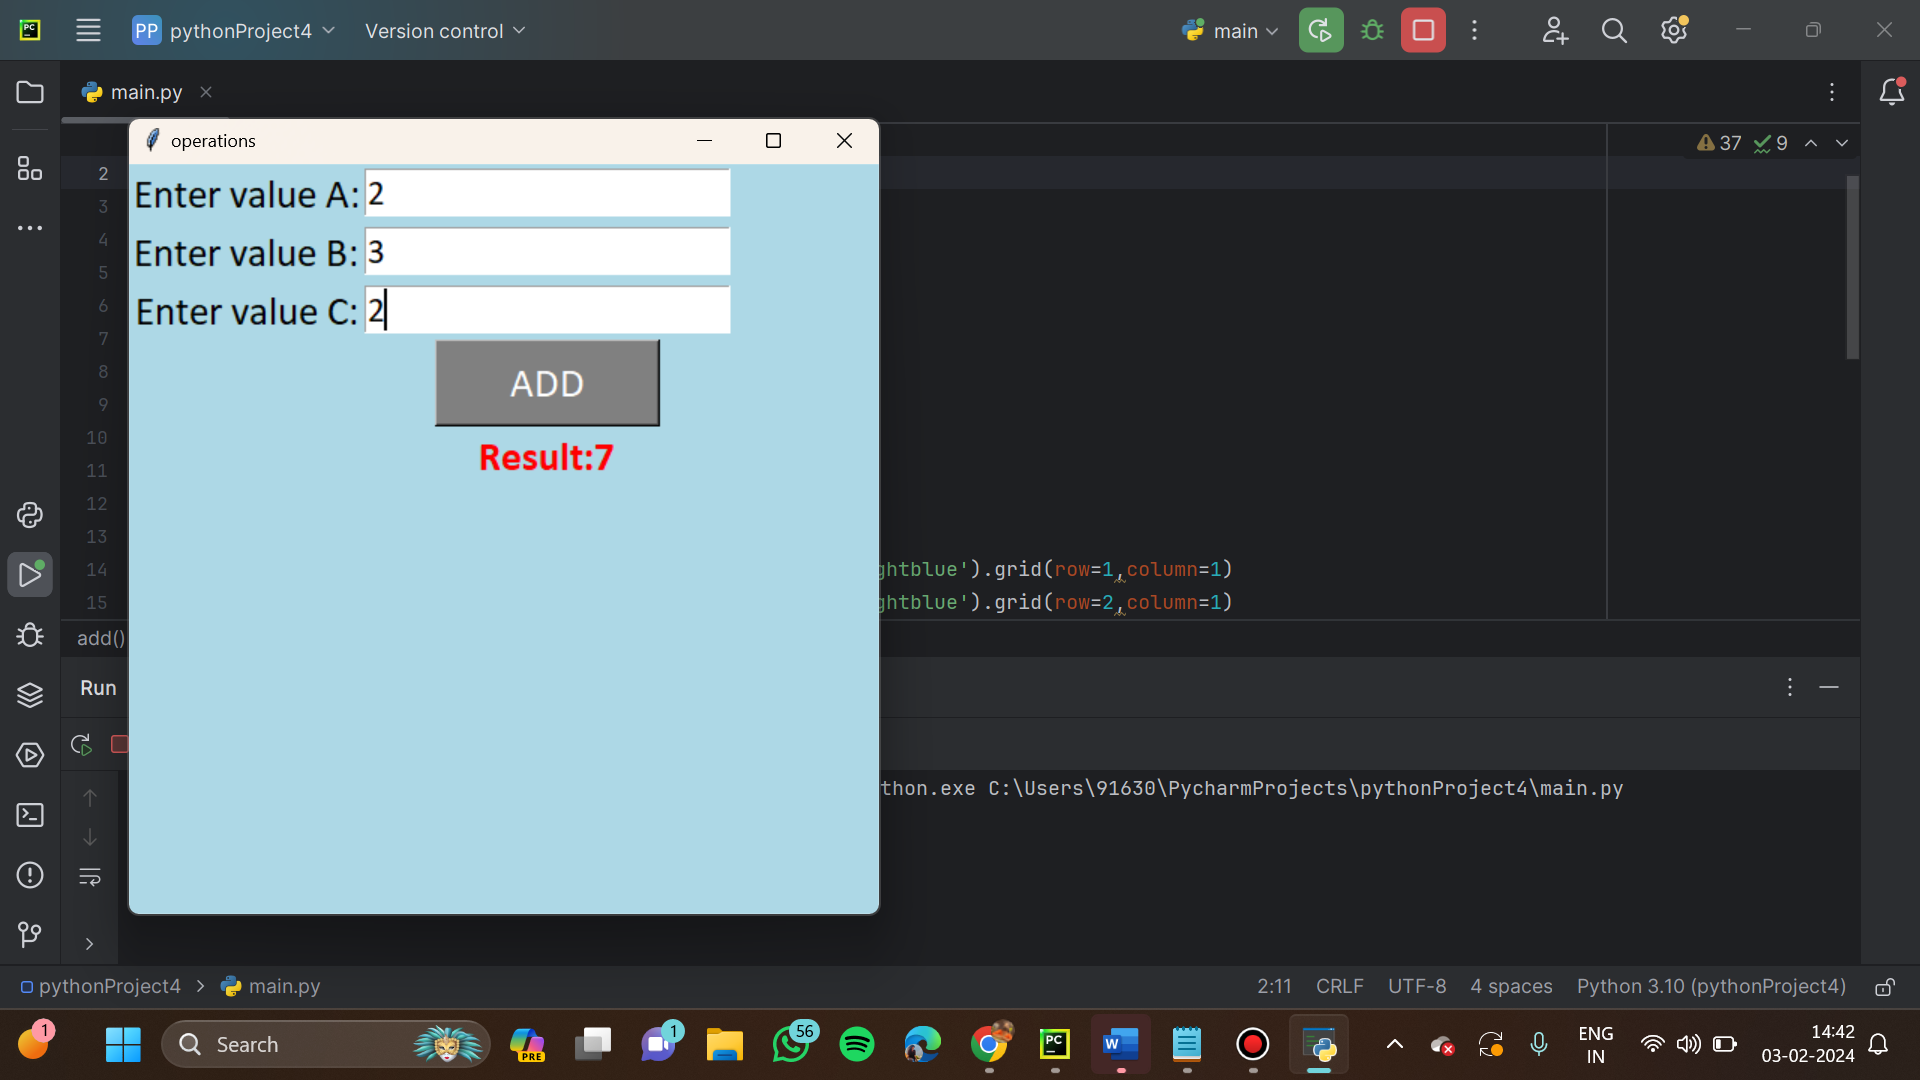 PC
PP pythonProject4
Version control
main
main.py
37 9
operations
Enter value A: 2
Enter value B: 3
Enter value C: 2
ADD
Result:7
2
3
4
5
6
7
8
9
10
11
12
13
14 ghtblue').grid(row=1,column=1)
15 ghtblue').grid(row=2,column=1)
add()
Run
thon.exe C:\Users\91630\PycharmProjects\pythonProject4\main.py
pythonProject4 > main.py
2:11 CRLF UTF-8 4 spaces Python 3.10 (pythonProject4)
1
Search
PRE
1
56
PC
W
ENG
IN
14:42
03-02-2024